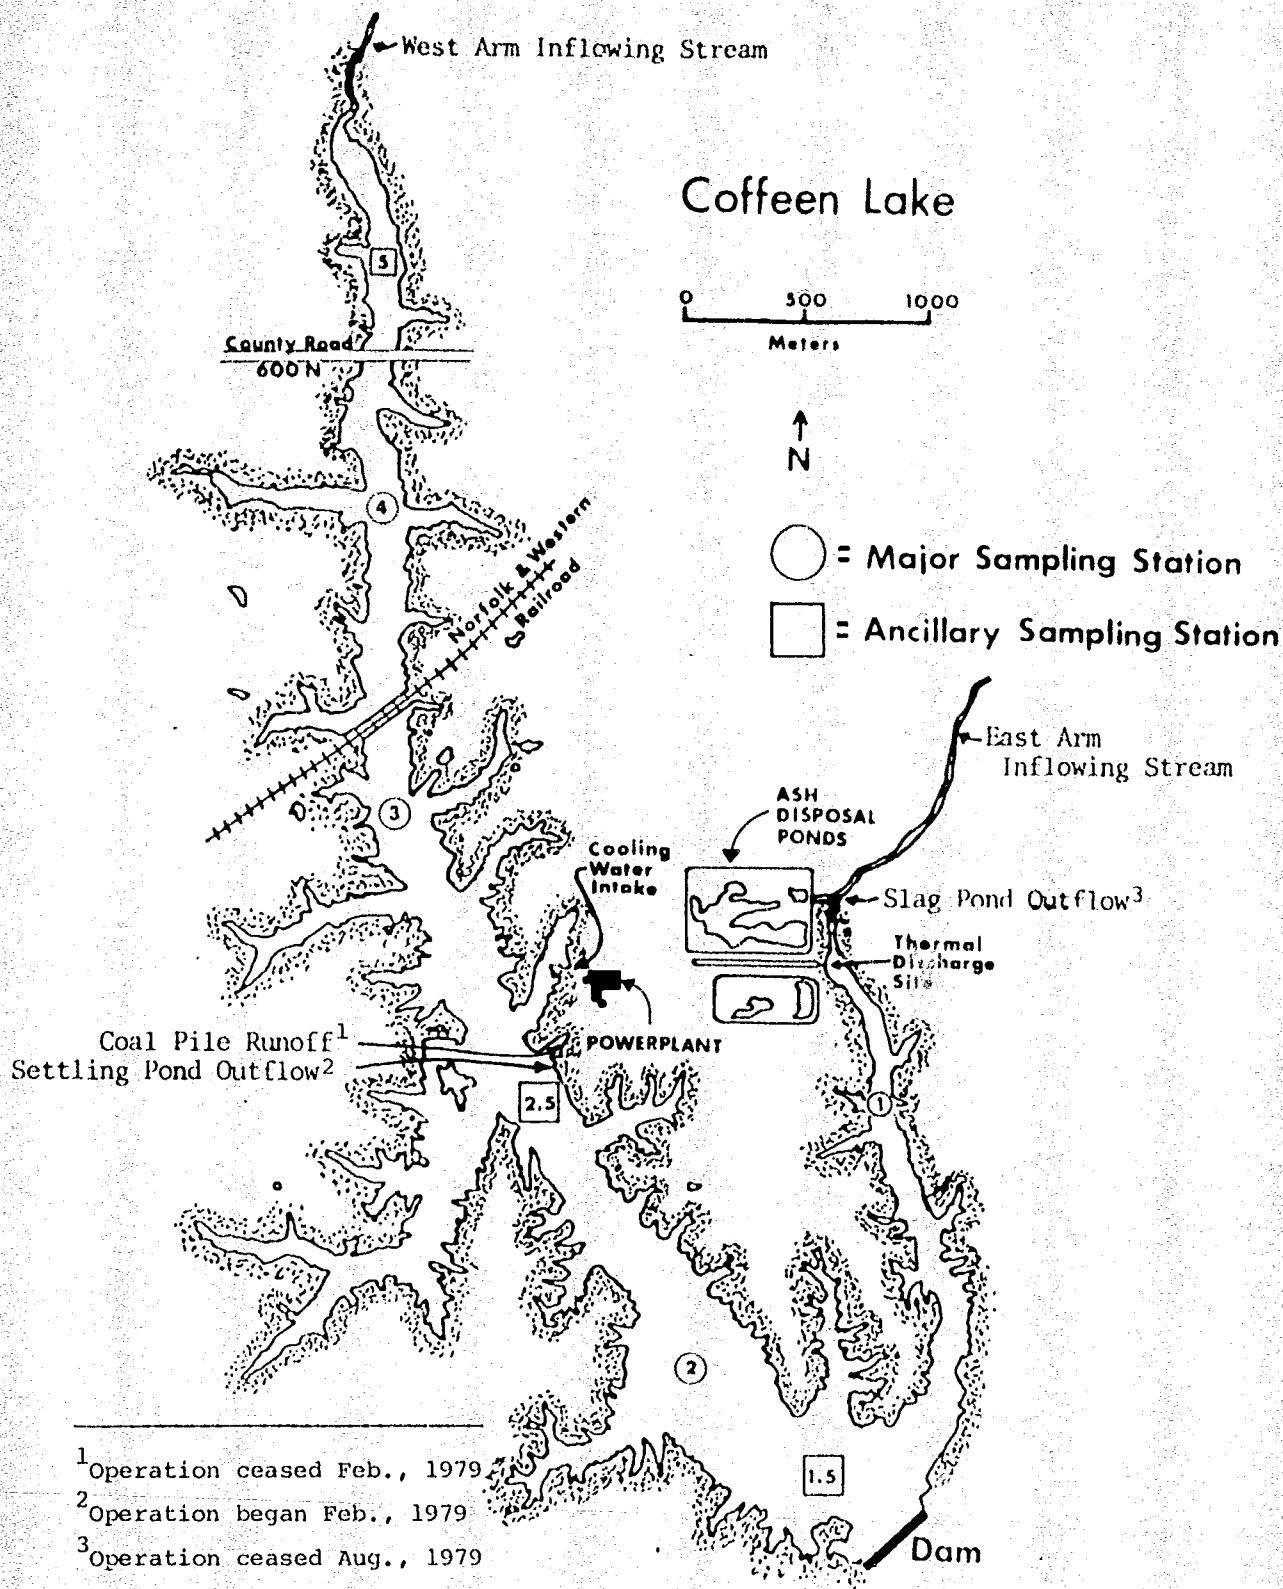 West Arm Inflowing Stream
Coffeen Lake
0 500 1000
Meters
5
County Road
600 N
N
4
Norfolk & Western
Railroad
= Major Sampling Station
= Ancillary Sampling Station
East Arm
Inflowing Stream
3
ASH
DISPOSAL
PONDS
Cooling
Water
Intake
Slag Pond Outflow³
Thermal
Discharge
Site
Coal Pile Runoff¹
POWERPLANT
Settling Pond Outflow²
2.5
1
2
1.5
¹Operation ceased Feb., 1979
²Operation began Feb., 1979
³Operation ceased Aug., 1979
Dam